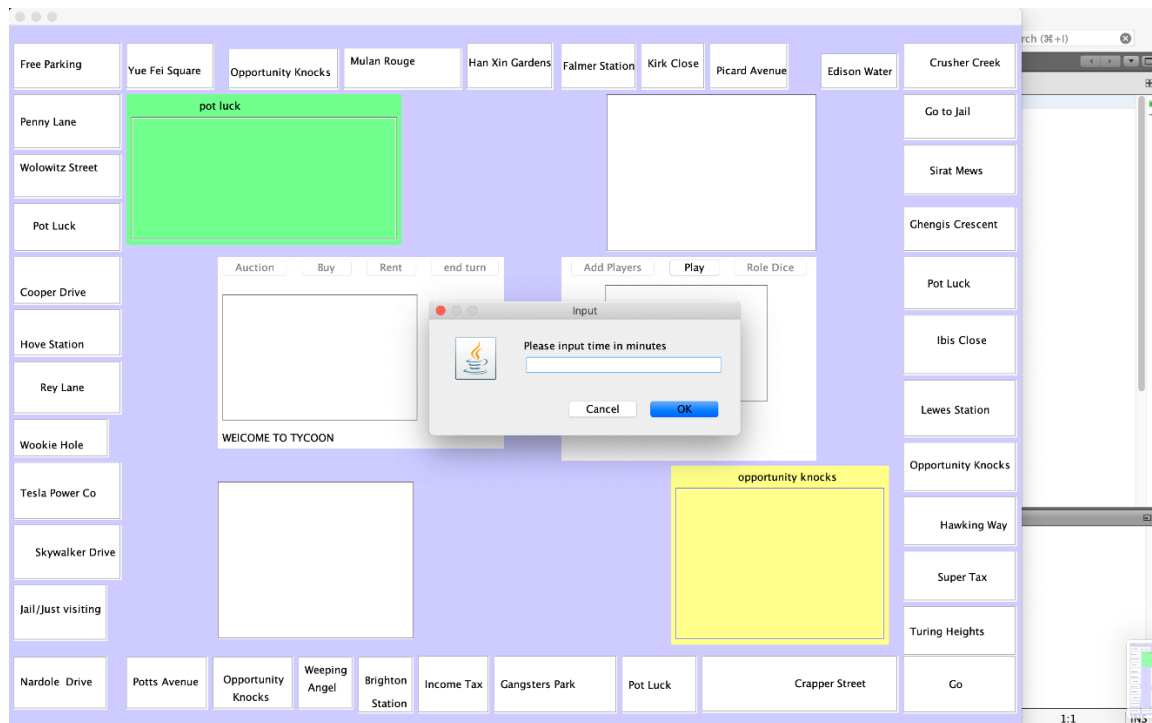 rch (⌘+I)
Free Parking
Yue Fei Square
Opportunity Knocks
Mulan Rouge
Han Xin Gardens
Falmer Station
Kirk Close
Picard Avenue
Edison Water
Crusher Creek
Penny Lane
pot luck
Go to Jail
Wolowitz Street
Sirat Mews
Pot Luck
Ghengis Crescent
Auction
Buy
Rent
end turn
Add Players
Play
Role Dice
Cooper Drive
Pot Luck
Input
Please input time in minutes
Cancel
OK
Hove Station
Ibis Close
Rey Lane
Lewes Station
Wookie Hole
WElCOME TO TYCOON
Opportunity Knocks
Tesla Power Co
opportunity knocks
Hawking Way
Skywalker Drive
Super Tax
Jail/Just visiting
Turing Heights
Nardole Drive
Potts Avenue
Opportunity
Knocks
Weeping
Angel
Brighton
Station
Income Tax
Gangsters Park
Pot Luck
Crapper Street
Go
1:1
INS